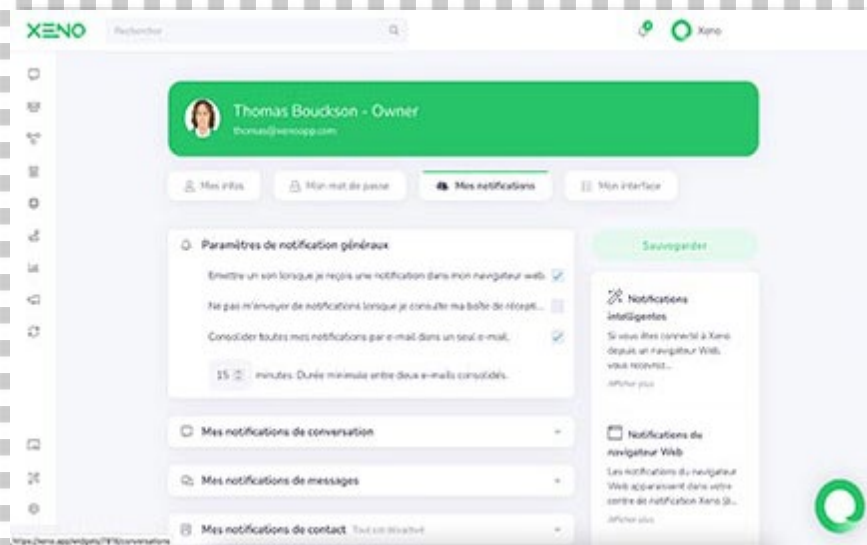 XENO
Rechercher
Xeno
Thomas Bouckson - Owner
thomas@xenoapp.com
Mes infos
Mon mot de passe
Mes notifications
Mon interface
Paramètres de notification généraux
Sauvegarder
Emettre un son lorsque je reçois une notification dans mon navigateur web.
Ne pas m'envoyer de notifications lorsque je consulte ma boîte de récepti...
Consolider toutes mes notifications par e-mail dans un seul e-mail.
15 minutes. Durée minimale entre deux e-mails consolidés.
Notifications
intelligentes
Si vous êtes connecté à Xeno
depuis un navigateur Web,
vous recevrez...
Afficher plus
Mes notifications de conversation
Mes notifications de messages
Mes notifications de contact Tout est désactivé
Notifications du
navigateur Web
Les notifications du navigateur
Web apparaissent dans votre
centre de notification Xeno (à...
Afficher plus